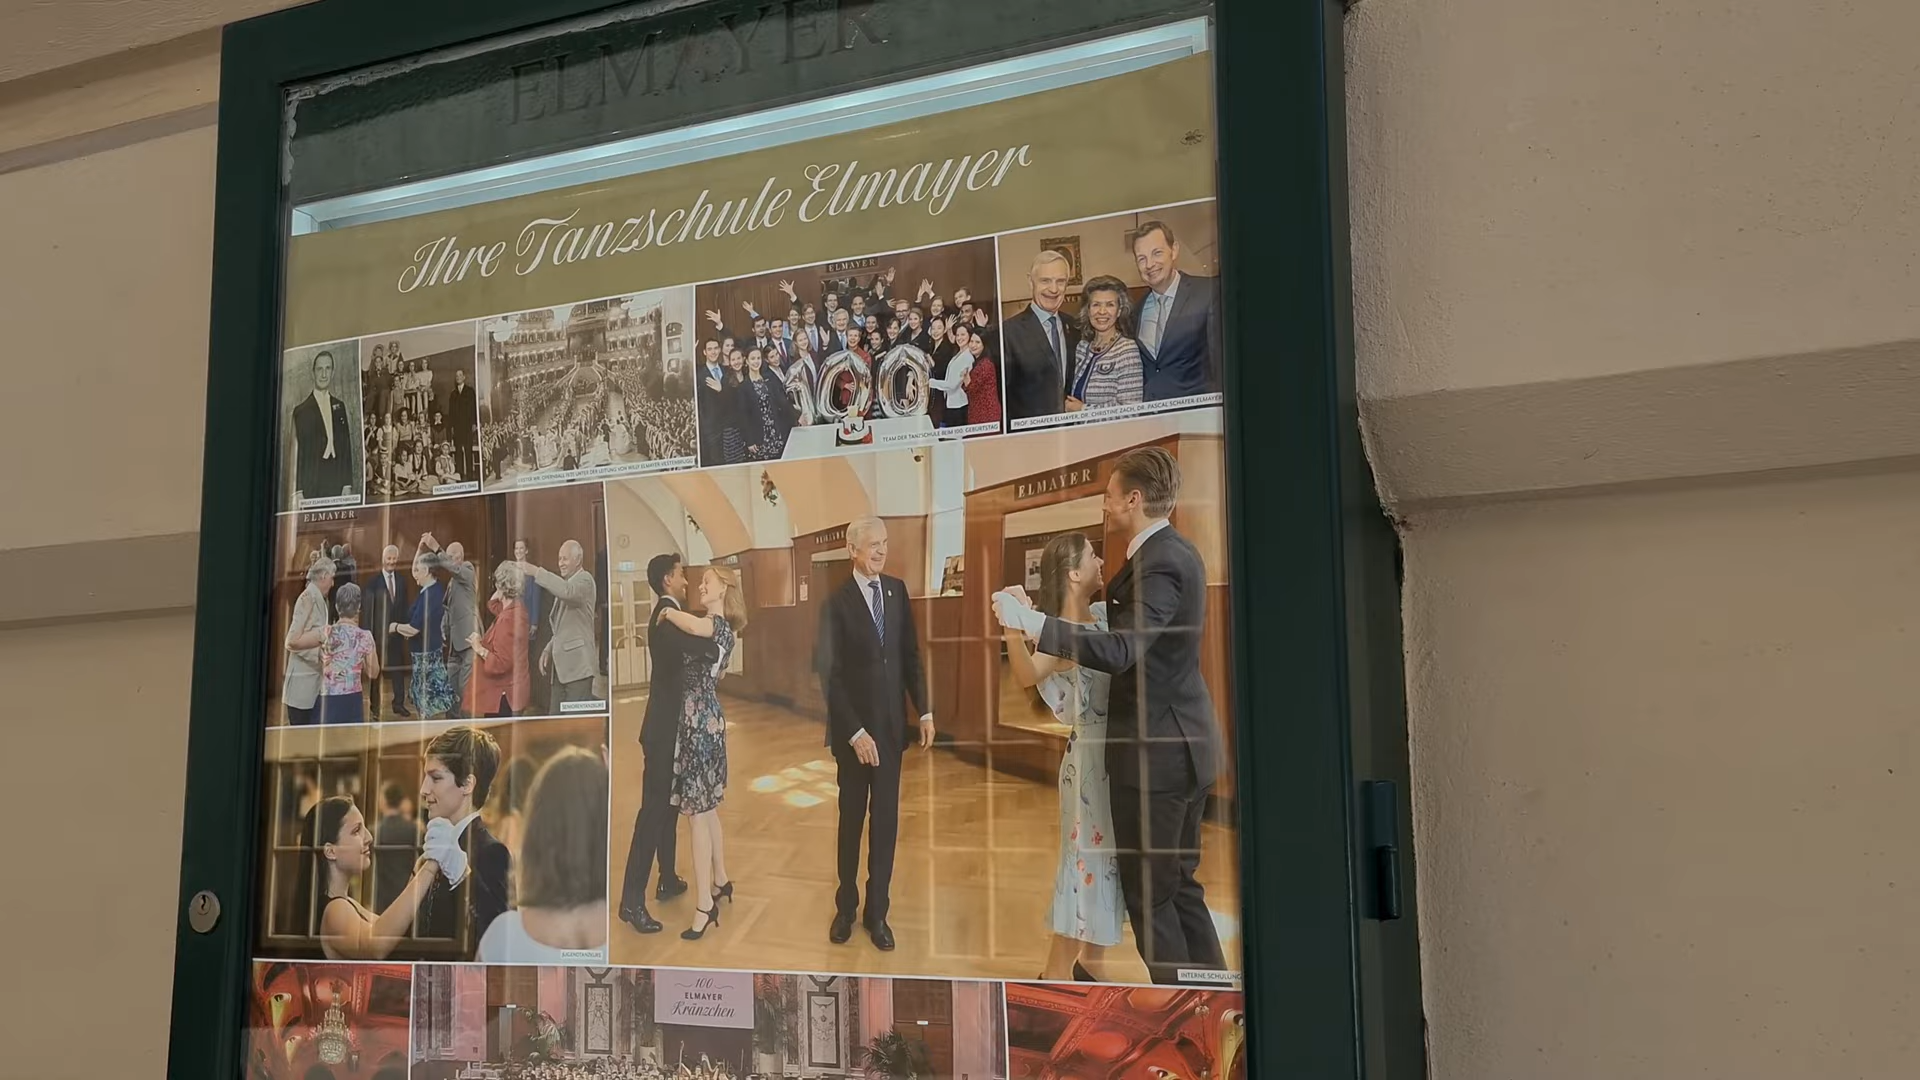 ELMAYER
Ihre Tanzschule Elmayer
ELMAYER
TEAM DER TANZSCHULE BEIM 100. GEBURTSTAG
100
PROF. SCHÄFER-ELMAYER, DR. CHRISTINE ZACH, DR. PASCAL SCHÄFER-ELMAYER
ELMAYER
SENIORENTANZKURS
ELMAYER
JUGENDTANZKURS
INTERNE SCHULUNG
100
ELMAYER
Kränzchen